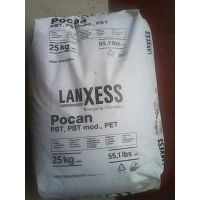 Pocan
PBT, PBT mod., PET
25 kg 55,1 lbs
LANXESS
Energizing Chemistry
Pocan
PBT, PBT mod., PET
25 kg 55,1 lbs
LANXESS